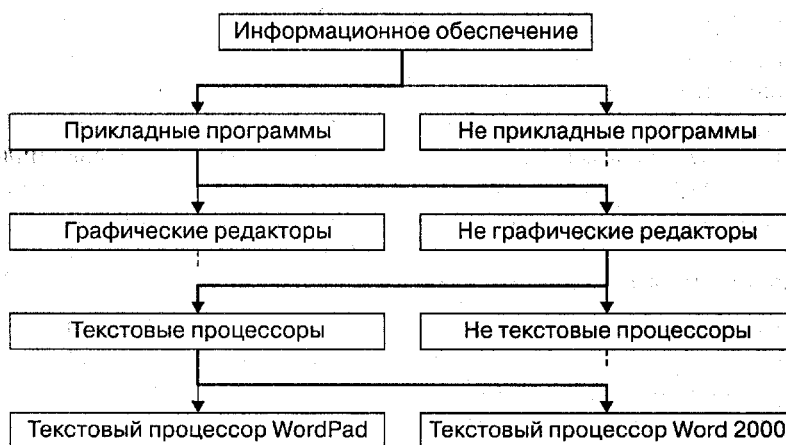 Информационное обеспечение
Прикладные программы
Не прикладные программы
Графические редакторы
Не графические редакторы
Текстовые процессоры
Не текстовые процессоры
Текстовый процессор WordPad
Текстовый процессор Word 2000